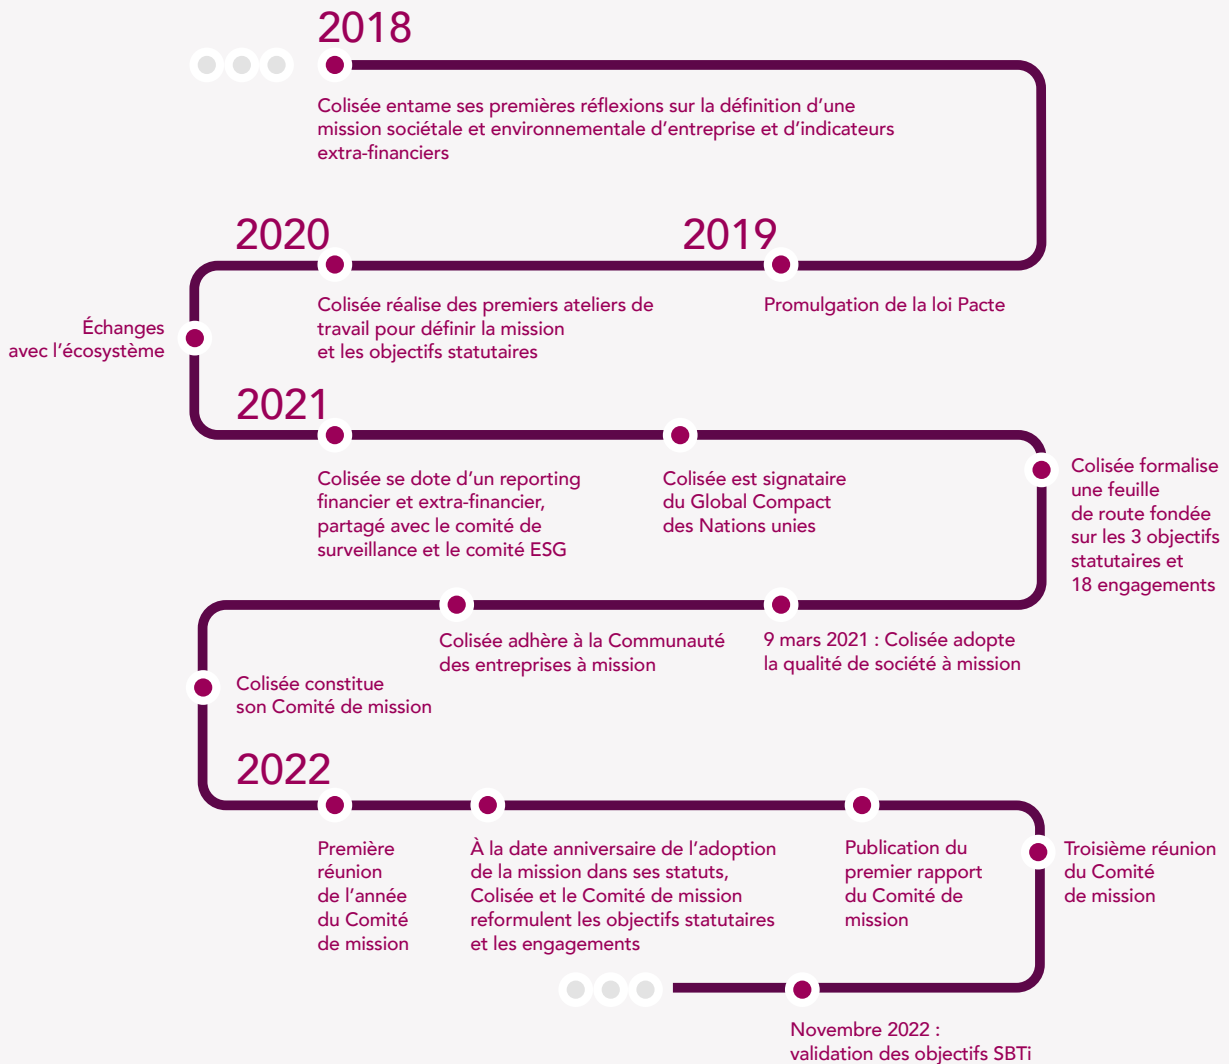 2018
Colisée entame ses premières réflexions sur la définition d’une
mission sociétale et environnementale d’entreprise et d’indicateurs
extra-financiers
2019
Promulgation de la loi Pacte
2020
Colisée réalise des premiers ateliers de
travail pour définir la mission
et les objectifs statutaires
Échanges
avec l’écosystème
2021
Colisée se dote d’un reporting
financier et extra-financier,
partagé avec le comité de
surveillance et le comité ESG
Colisée est signataire
du Global Compact
des Nations unies
Colisée formalise
une feuille
de route fondée
sur les 3 objectifs
statutaires et
18 engagements
9 mars 2021 : Colisée adopte
la qualité de société à mission
Colisée adhère à la Communauté
des entreprises à mission
Colisée constitue
son Comité de mission
2022
Première
réunion
de l’année
du Comité
de mission
À la date anniversaire de l’adoption
de la mission dans ses statuts,
Colisée et le Comité de mission
reformulent les objectifs statutaires
et les engagements
Publication du
premier rapport
du Comité de
mission
Troisième réunion
du Comité
de mission
Novembre 2022 :
validation des objectifs SBTi